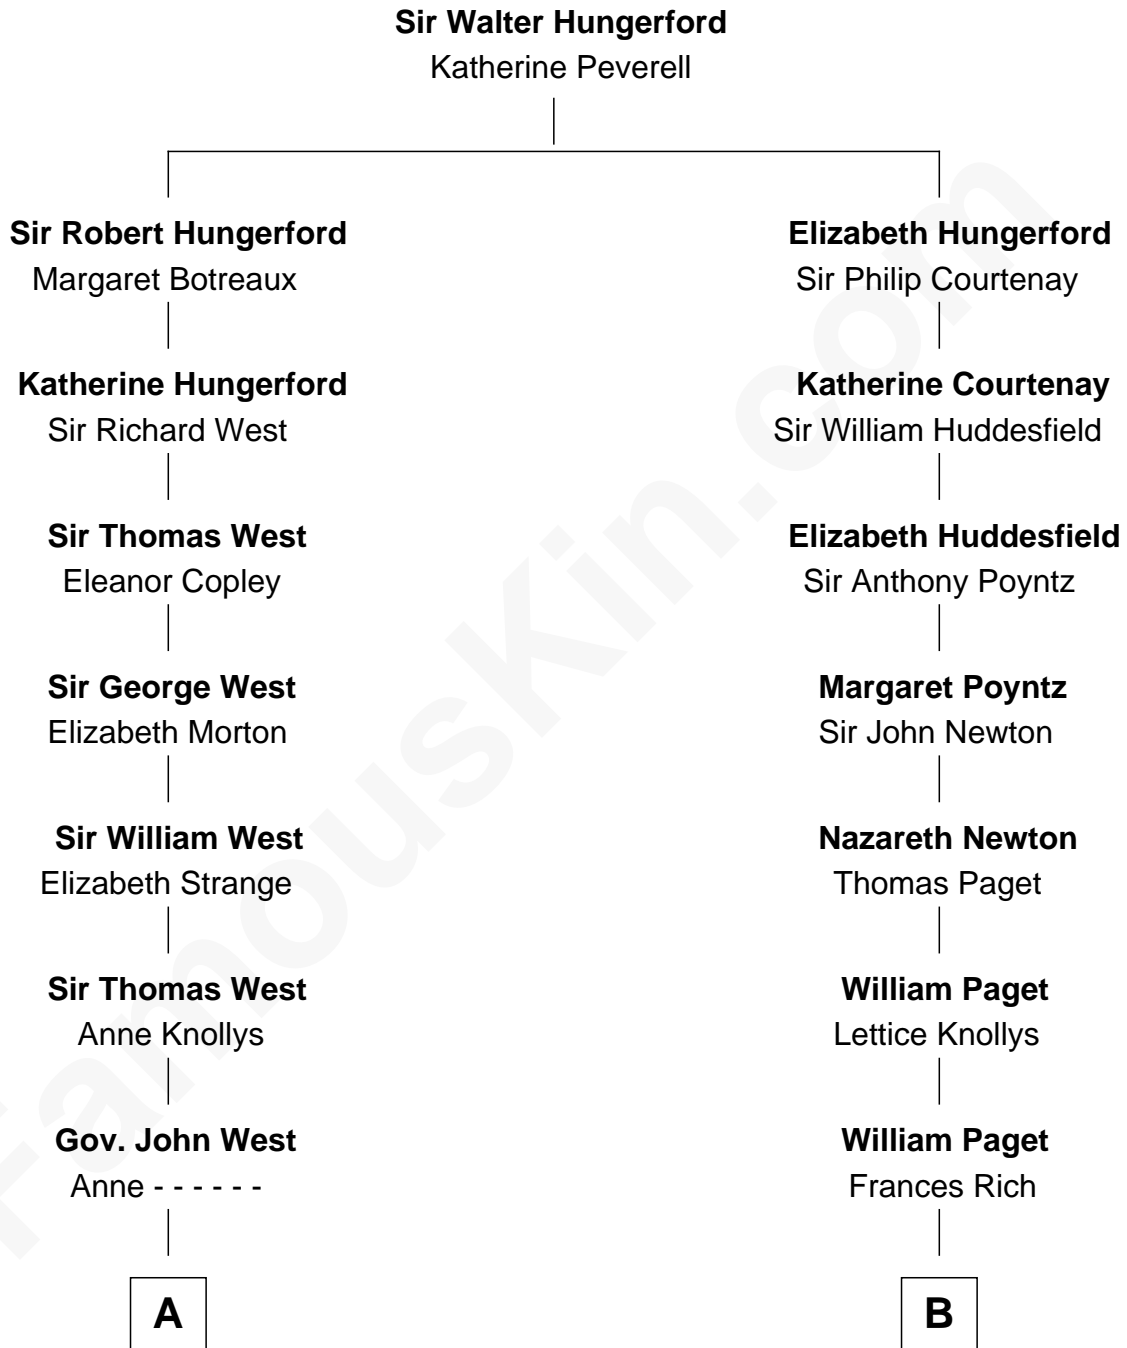 Sir Walter Hungerford
Katherine Peverell
Sir Robert Hungerford
Margaret Botreaux
Elizabeth Hungerford
Sir Philip Courtenay
Katherine Hungerford
Sir Richard West
Katherine Courtenay
Sir William Huddesfield
Sir Thomas West
Eleanor Copley
Elizabeth Huddesfield
Sir Anthony Poyntz
Sir George West
Elizabeth Morton
Margaret Poyntz
Sir John Newton
Sir William West
Elizabeth Strange
Nazareth Newton
Thomas Paget
Sir Thomas West
Anne Knollys
William Paget
Lettice Knollys
Gov. John West
Anne - - - - - -
William Paget
Frances Rich
A
B
FamousKin.com